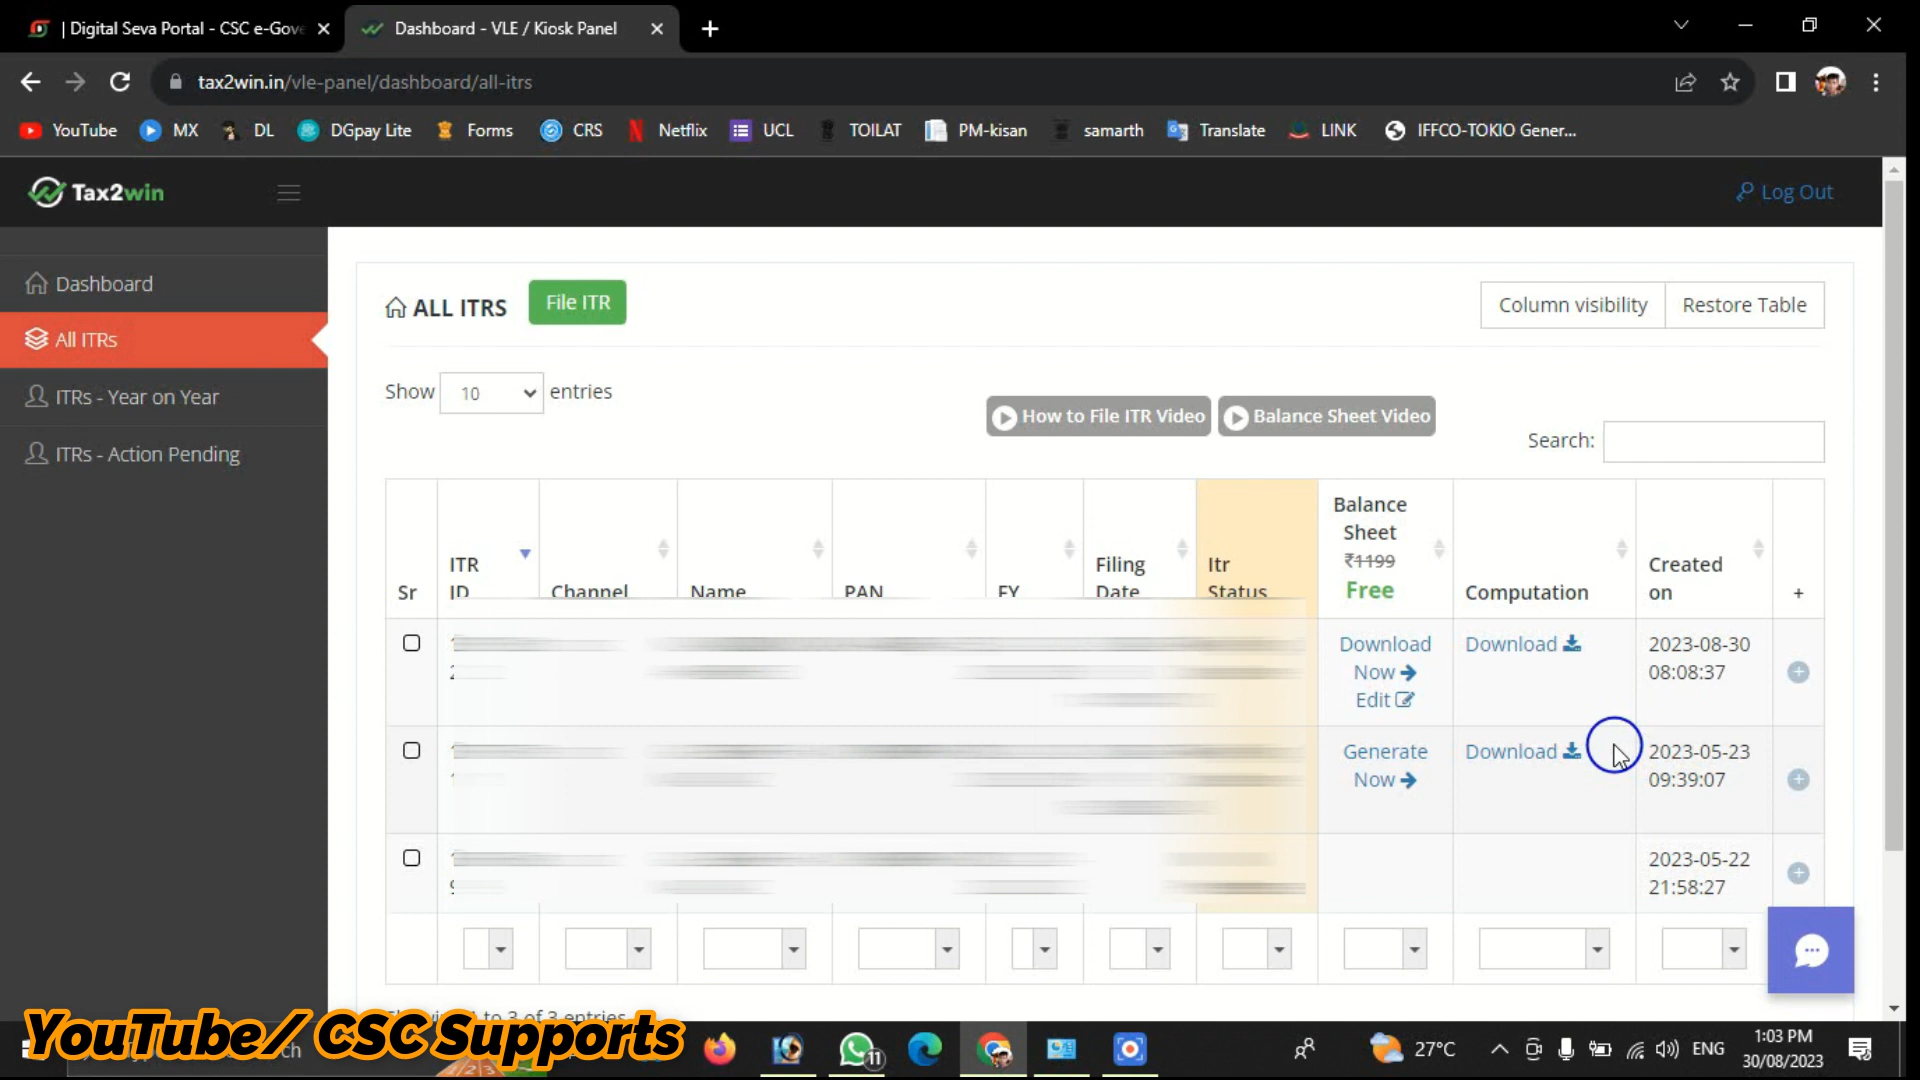 | Digital Seva Portal - CSC e-Gove
Dashboard - VLE / Kiosk Panel
tax2win.in/vle-panel/dashboard/all-itrs
YouTube MX DL DGpay Lite Forms CRS Netflix UCL TOILAT PM-kisan samarth Translate LINK IFFCO-TOKIO Gener...
Tax2win
Log Out
Dashboard
All ITRs
ITRs - Year on Year
ITRs - Action Pending
ALL ITRS
File ITR
Column visibility
Restore Table
Show 10 entries
How to File ITR Video
Balance Sheet Video
Search:
Sr
ITR ID
Channel
Name
PAN
FY
Filing Date
Itr Status
Balance Sheet ₹1199 Free
Computation
Created on
+
Download Now
Edit
Download
2023-08-30
08:08:37
Generate Now
Download
2023-05-23
09:39:07
2023-05-22
21:58:27
to 3 of 3 entries
YouTube/ CSC Supports
11
27°C
ENG
1:03 PM
30/08/2023